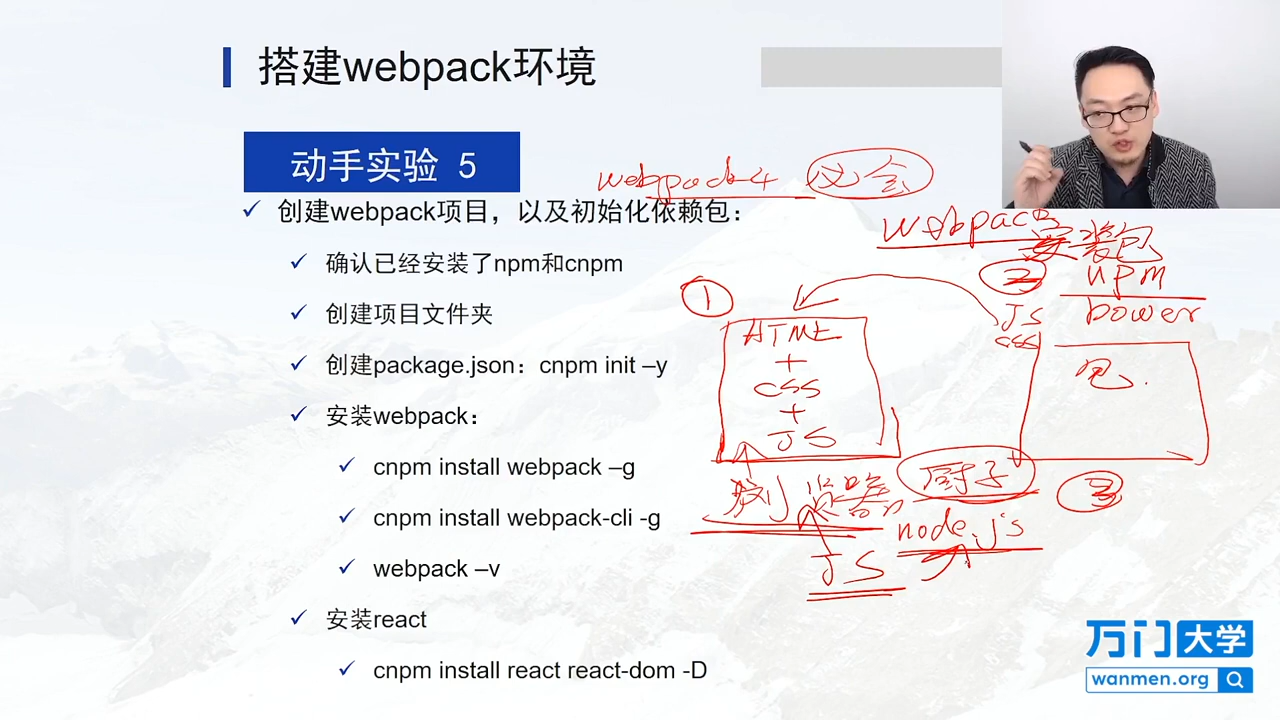 搭建webpack环境
动手实验 5
webpack4 必会
✓ 创建webpack项目，以及初始化依赖包：
webpack
安装包
✓ 确认已经安装了npm和cnpm
② npm
①
✓ 创建项目文件夹
JS bower
HTML
css
✓ 创建package.json：cnpm init –y
+
包.
css
+
✓ 安装webpack：
JS
✓ cnpm install webpack –g
厨子
浏览器
③
✓ cnpm install webpack-cli -g
node.js
✓ webpack –v
JS
✓ 安装react
✓ cnpm install react react-dom -D
万门大学
wanmen.org